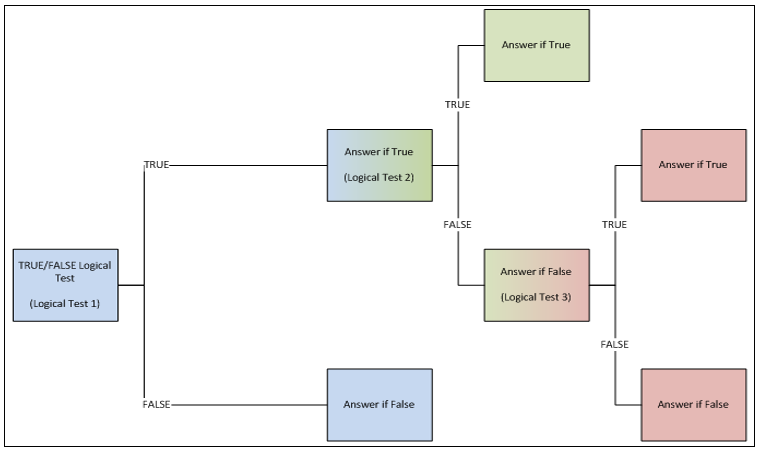 Answer if True
TRUE
TRUE
Answer if True
(Logical Test 2)
Answer if True
FALSE
TRUE
TRUE/FALSE Logical
Test
(Logical Test 1)
Answer if False
(Logical Test 3)
FALSE
FALSE
Answer if False
Answer if False